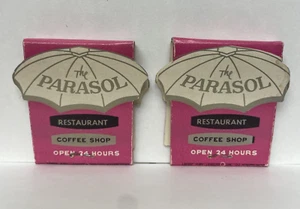 the
PARASOL
RESTAURANT
COFFEE SHOP
OPEN 24 HOURS
the
PARASOL
RESTAURANT
COFFEE SHOP
OPEN 24 HOURS